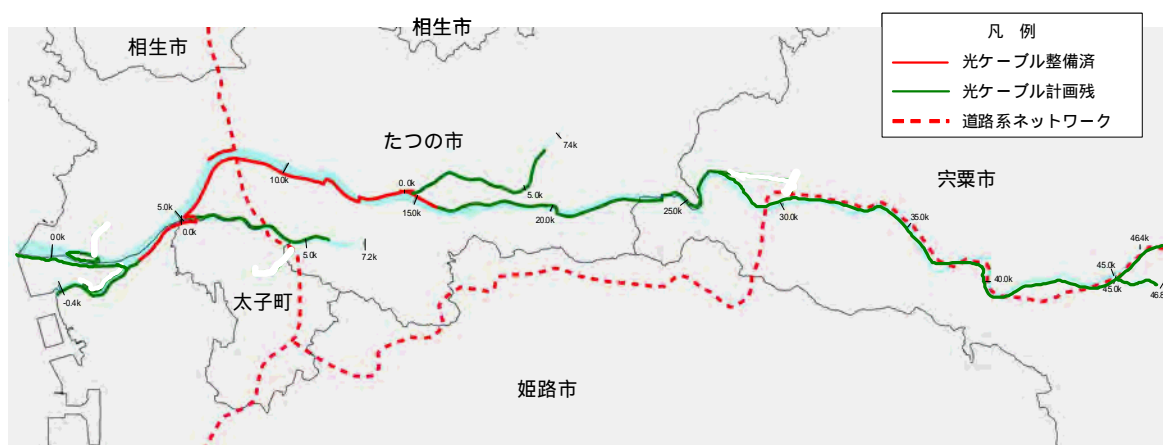 相生市
相生市
凡 例
光ケーブル整備済
光ケーブル計画残
道路系ネットワーク
たつの市
宍粟市
太子町
姫路市
7.4k
10.0k
0.0k
5.0k
15.0k
20.0k
25.0k
30.0k
35.0k
40.0k
45.0k
45.0k
46.4k
46.8
5.0k
0.0k
0.0k
5.0k
7.2k
-0.4k